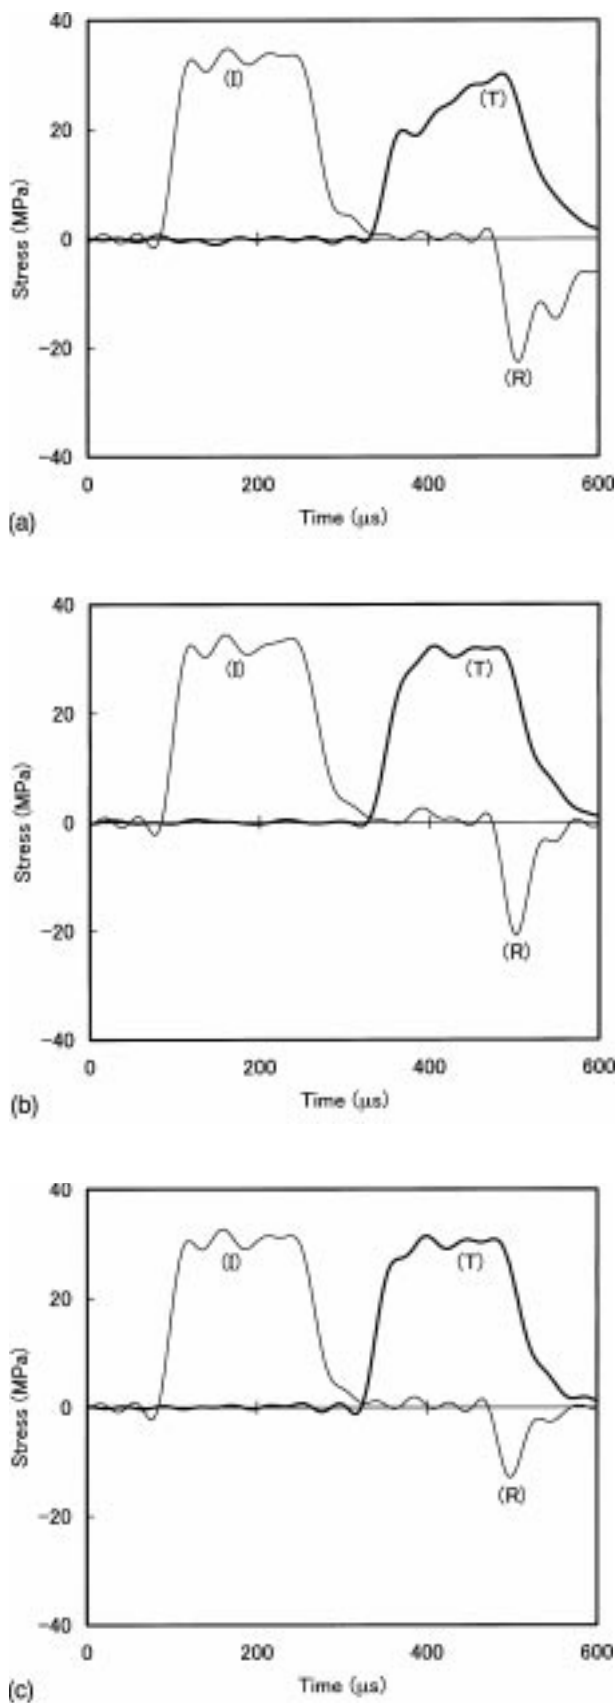 40
(I)
(T)
20
Stress (MPa)
0
−20
(R)
−40
0 200 400 600
Time (μs)
(a)
40
(I)
(T)
20
Stress (MPa)
0
−20
(R)
−40
0 200 400 600
Time (μs)
(b)
40
(I)
(T)
20
Stress (MPa)
0
(R)
−20
−40
0 200 400 600
Time (μs)
(c)